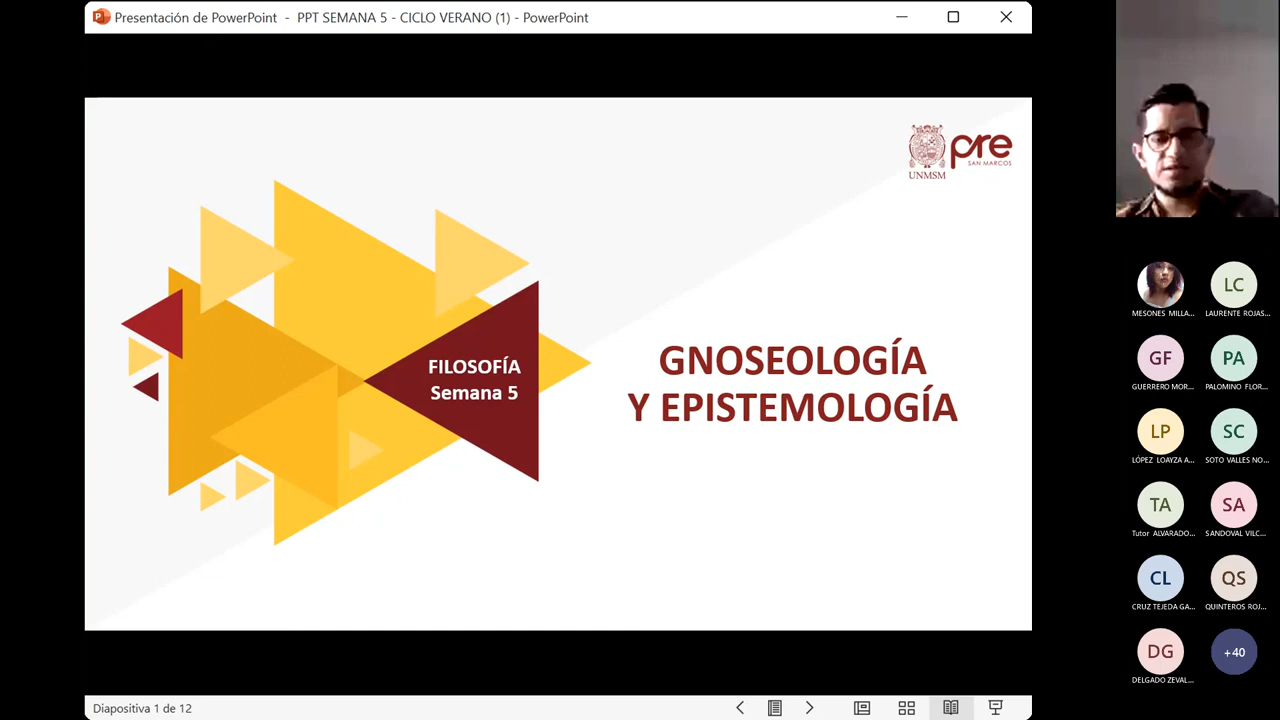 Presentación de PowerPoint - PPT SEMANA 5 - CICLO VERANO (1) - PowerPoint
UNMSM
pre
SAN MARCOS
FILOSOFÍA
Semana 5
GNOSEOLOGÍA
Y EPISTEMOLOGÍA
Diapositiva 1 de 12
MESONES MILLA...
LC
LAURENTE ROJAS...
GF
GUERRERO MOR...
PA
PALOMINO FLOR...
LP
LÓPEZ LOAYZA A...
SC
SOTO VALLES NO...
TA
Tutor ALVARADO...
SA
SANDOVAL VILC...
CL
CRUZ TEJEDA GA...
QS
QUINTEROS ROJ...
DG
DELGADO ZEVAL...
+40